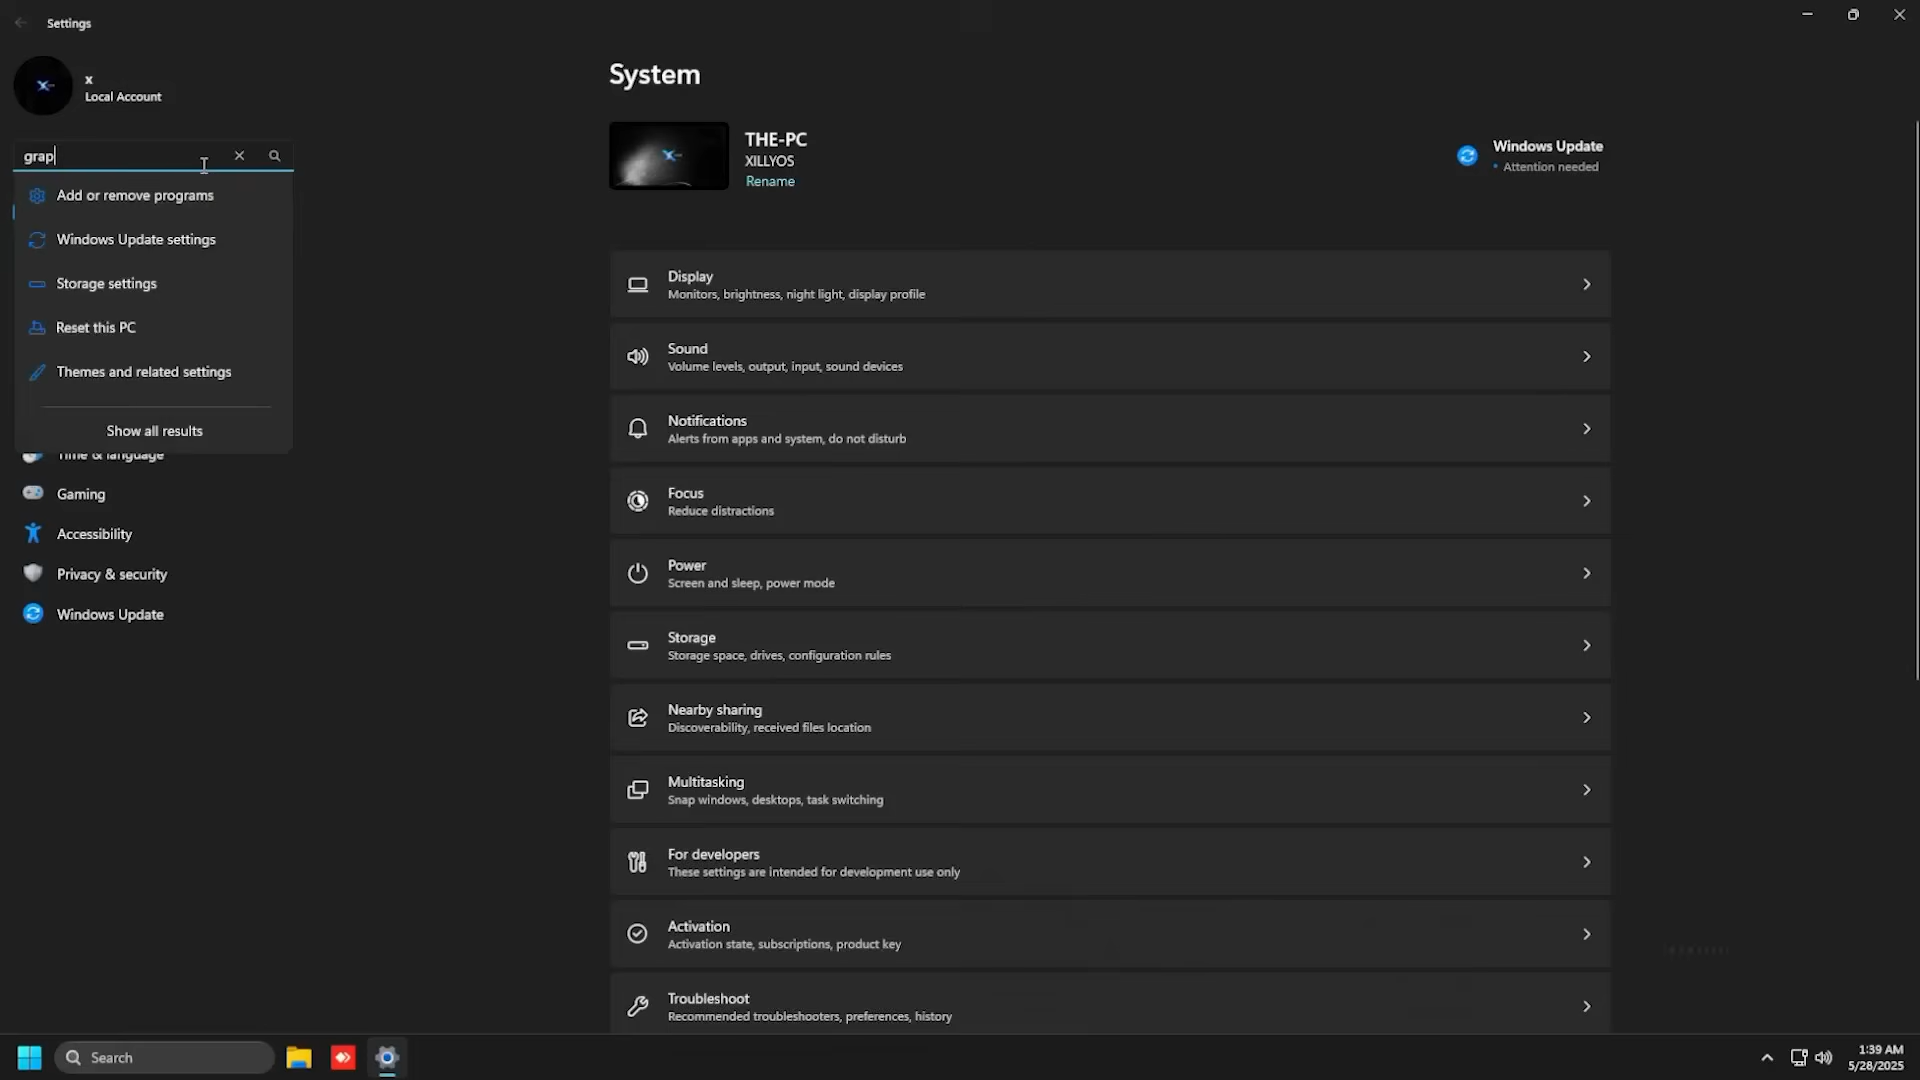 Settings
x
Local Account
grap
Add or remove programs
Windows Update settings
Storage settings
Reset this PC
Themes and related settings
Show all results
Time & language
Gaming
Accessibility
Privacy & security
Windows Update
System
THE-PC
XILLYOS
Rename
Windows Update
• Attention needed
Display
Monitors, brightness, night light, display profile
Sound
Volume levels, output, input, sound devices
Notifications
Alerts from apps and system, do not disturb
Focus
Reduce distractions
Power
Screen and sleep, power mode
Storage
Storage space, drives, configuration rules
Nearby sharing
Discoverability, received files location
Multitasking
Snap windows, desktops, task switching
For developers
These settings are intended for development use only
Activation
Activation state, subscriptions, product key
Troubleshoot
Recommended troubleshooters, preferences, history
Search
1:39 AM
5/28/2025